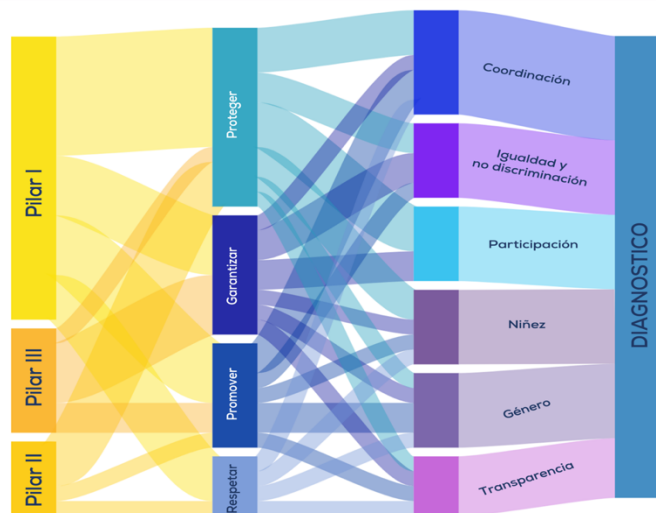 Pilar I
Pilar III
Pilar II
Proteger
Garantizar
Promover
Respetar
Coordinación
Igualdad y
no discriminación
Participación
Niñez
Género
Transparencia
DIAGNOSTICO